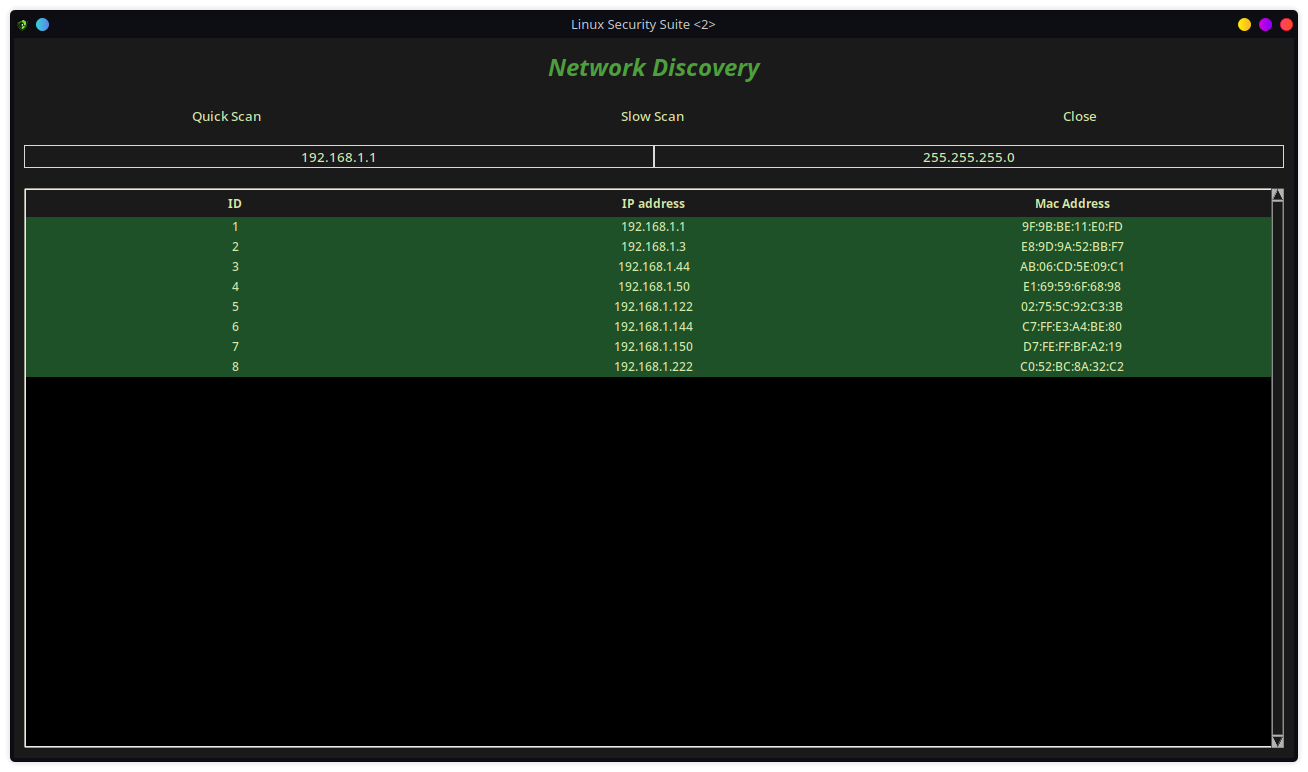 Linux Security Suite <2>
Network Discovery
Quick Scan Slow Scan Close
192.168.1.1 255.255.255.0
ID IP address Mac Address
1 192.168.1.1 9F:9B:BE:11:E0:FD
2 192.168.1.3 E8:9D:9A:52:BB:F7
3 192.168.1.44 AB:06:CD:5E:09:C1
4 192.168.1.50 E1:69:59:6F:68:98
5 192.168.1.122 02:75:5C:92:C3:3B
6 192.168.1.144 C7:FF:E3:A4:BE:80
7 192.168.1.150 D7:FE:FF:BF:A2:19
8 192.168.1.222 C0:52:BC:8A:32:C2